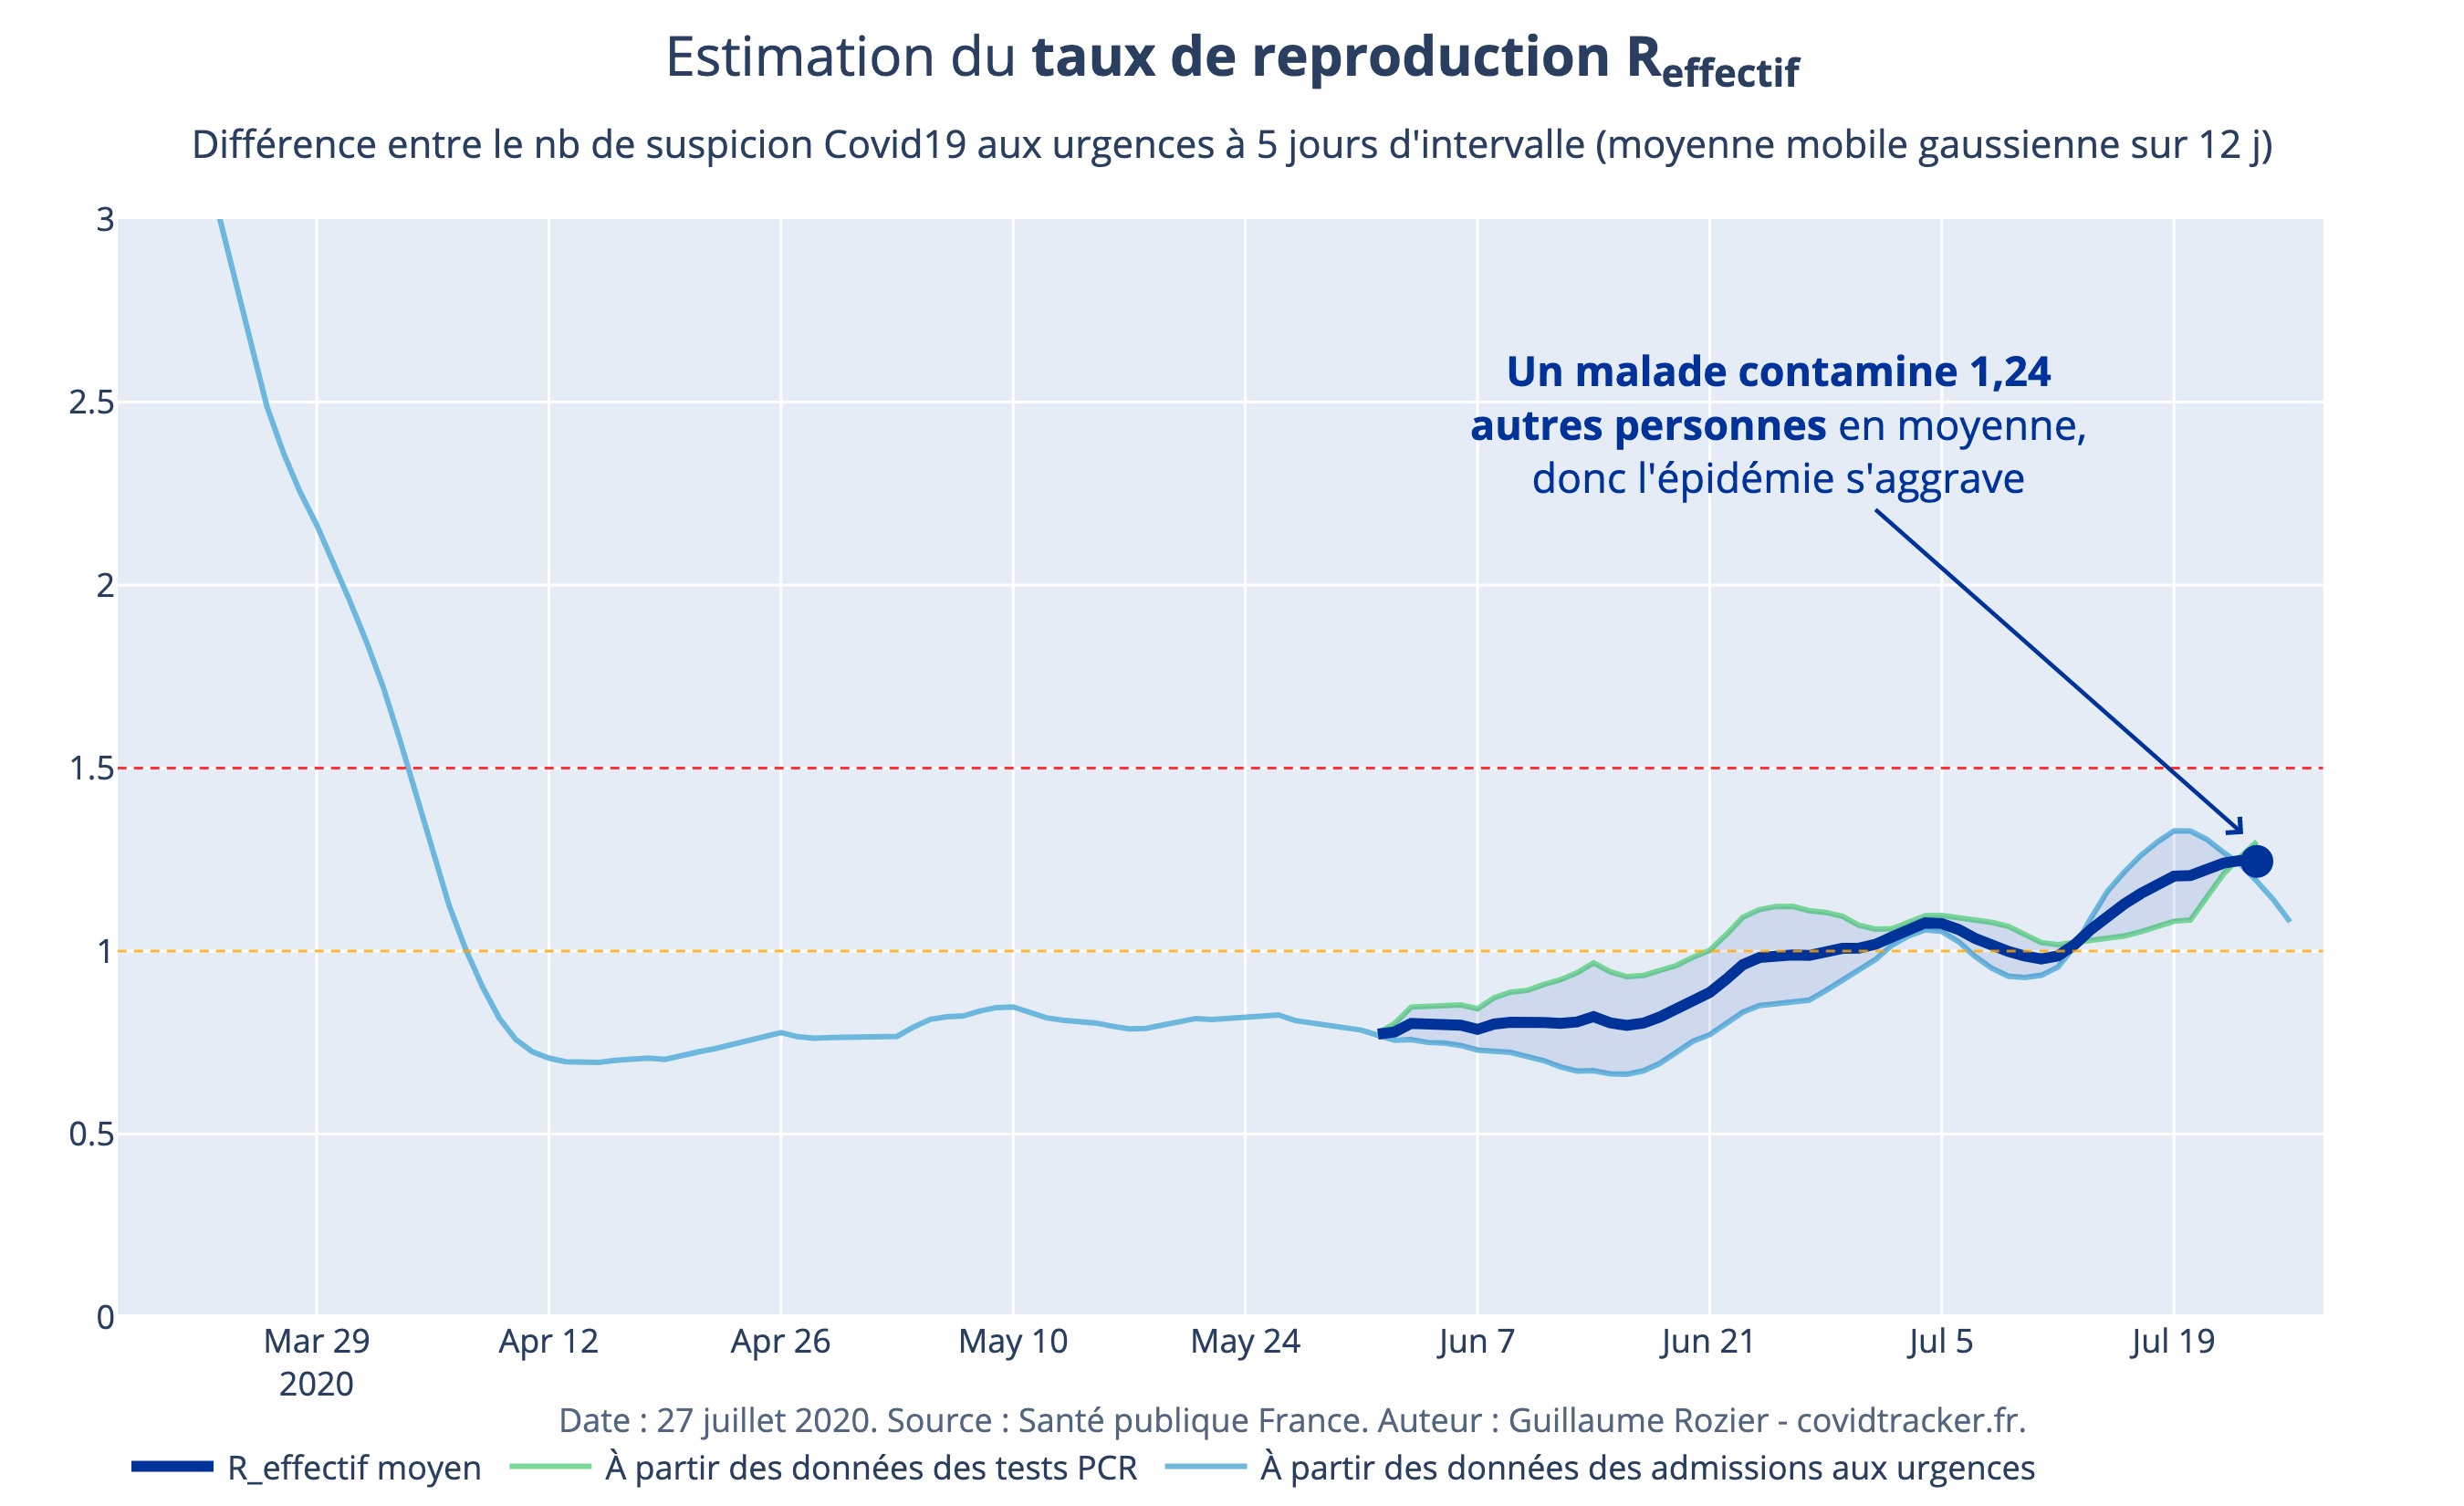 Estimation du taux de reproduction Reffectif
Différence entre le nb de suspicion Covid19 aux urgences à 5 jours d'intervalle (moyenne mobile gaussienne sur 12 j)
3
2.5
2
1.5
1
0.5
0
Un malade contamine 1,24
autres personnes en moyenne,
donc l'épidémie s'aggrave
Mar 29 Apr 12 Apr 26 May 10 May 24 Jun 7 Jun 21 Jul 5 Jul 19
2020
Date : 27 juillet 2020. Source : Santé publique France. Auteur : Guillaume Rozier - covidtracker.fr.
R_effectif moyen À partir des données des tests PCR À partir des données des admissions aux urgences